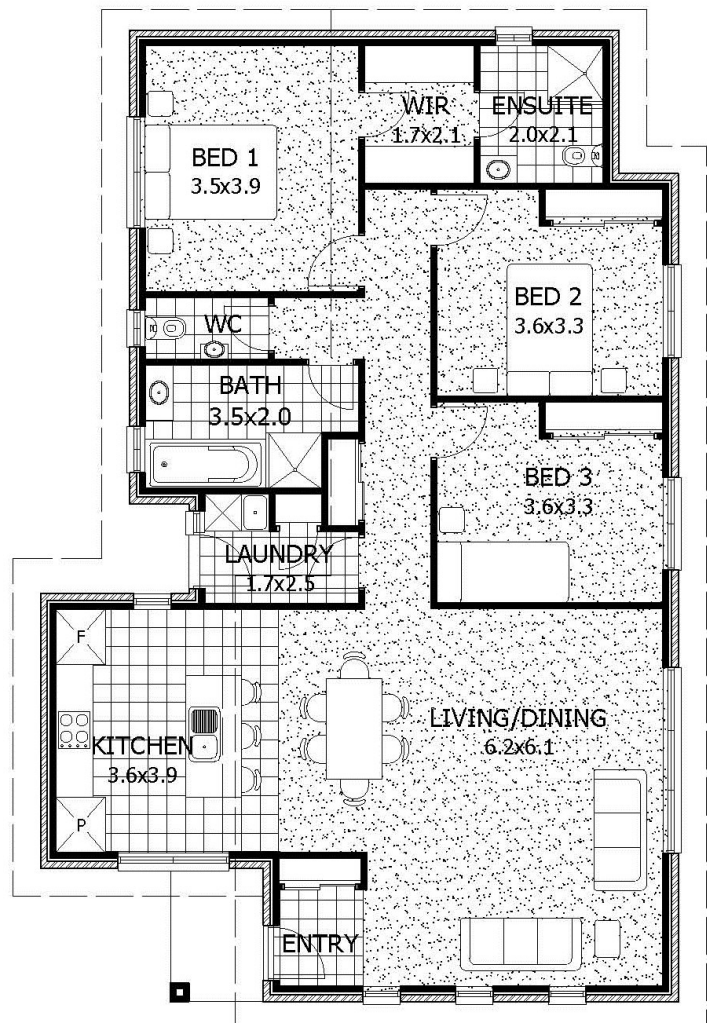 BED 1
3.5x3.9
WIR
1.7x2.1
ENSUITE
2.0x2.1
BED 2
3.6x3.3
WC
BATH
3.5x2.0
BED 3
3.6x3.3
LAUNDRY
1.7x2.5
F
KITCHEN
3.6x3.9
P
LIVING/DINING
6.2x6.1
ENTRY